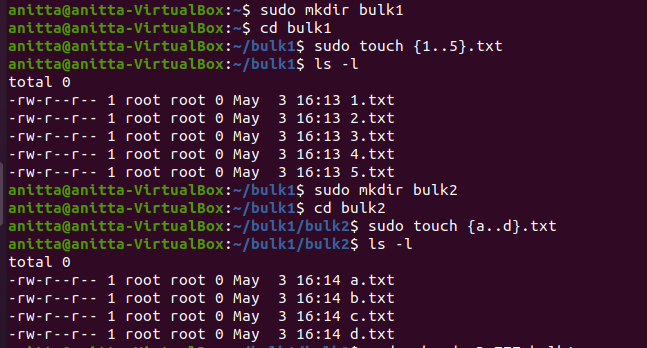 anitta@anitta-VirtualBox:~$ sudo mkdir bulk1
anitta@anitta-VirtualBox:~$ cd bulk1
anitta@anitta-VirtualBox:~/bulk1$ sudo touch {1..5}.txt
anitta@anitta-VirtualBox:~/bulk1$ ls -l
total 0
-rw-r--r-- 1 root root 0 May  3 16:13 1.txt
-rw-r--r-- 1 root root 0 May  3 16:13 2.txt
-rw-r--r-- 1 root root 0 May  3 16:13 3.txt
-rw-r--r-- 1 root root 0 May  3 16:13 4.txt
-rw-r--r-- 1 root root 0 May  3 16:13 5.txt
anitta@anitta-VirtualBox:~/bulk1$ sudo mkdir bulk2
anitta@anitta-VirtualBox:~/bulk1$ cd bulk2
anitta@anitta-VirtualBox:~/bulk1/bulk2$ sudo touch {a..d}.txt
anitta@anitta-VirtualBox:~/bulk1/bulk2$ ls -l
total 0
-rw-r--r-- 1 root root 0 May  3 16:14 a.txt
-rw-r--r-- 1 root root 0 May  3 16:14 b.txt
-rw-r--r-- 1 root root 0 May  3 16:14 c.txt
-rw-r--r-- 1 root root 0 May  3 16:14 d.txt